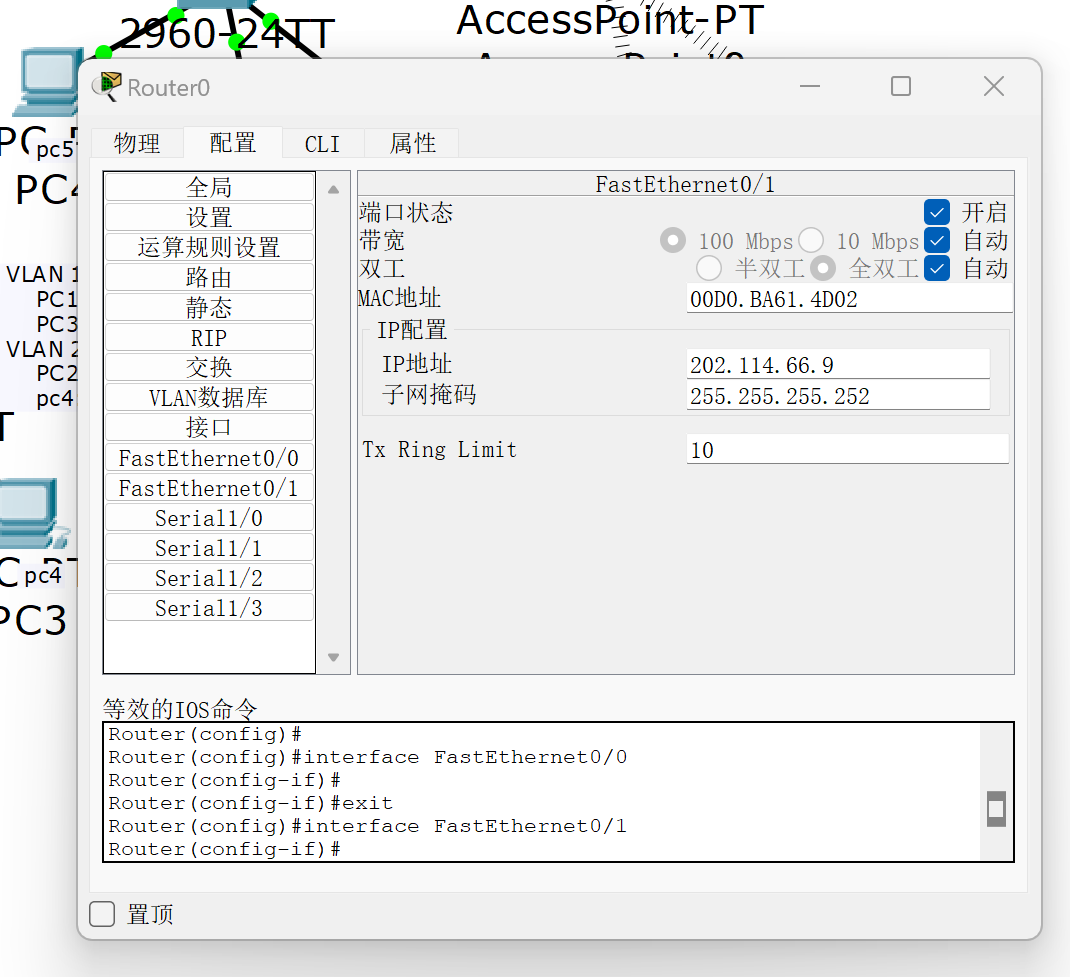 2960-24TT
AccessPoint-PT
Router0
物理
配置
CLI
属性
pc5
PC4
VLAN 1
PC1
PC3
VLAN 2
PC2
pc4
pc4
PC3
全局
设置
运算规则设置
路由
静态
RIP
交换
VLAN数据库
接口
FastEthernet0/0
FastEthernet0/1
Serial1/0
Serial1/1
Serial1/2
Serial1/3
FastEthernet0/1
端口状态 开启
带宽 100 Mbps 10 Mbps 自动
双工 半双工 全双工 自动
MAC地址 00D0.BA61.4D02
IP配置
IP地址 202.114.66.9
子网掩码 255.255.255.252
Tx Ring Limit 10
等效的IOS命令
Router(config)#
Router(config)#interface FastEthernet0/0
Router(config-if)#
Router(config-if)#exit
Router(config)#interface FastEthernet0/1
Router(config-if)#
置顶